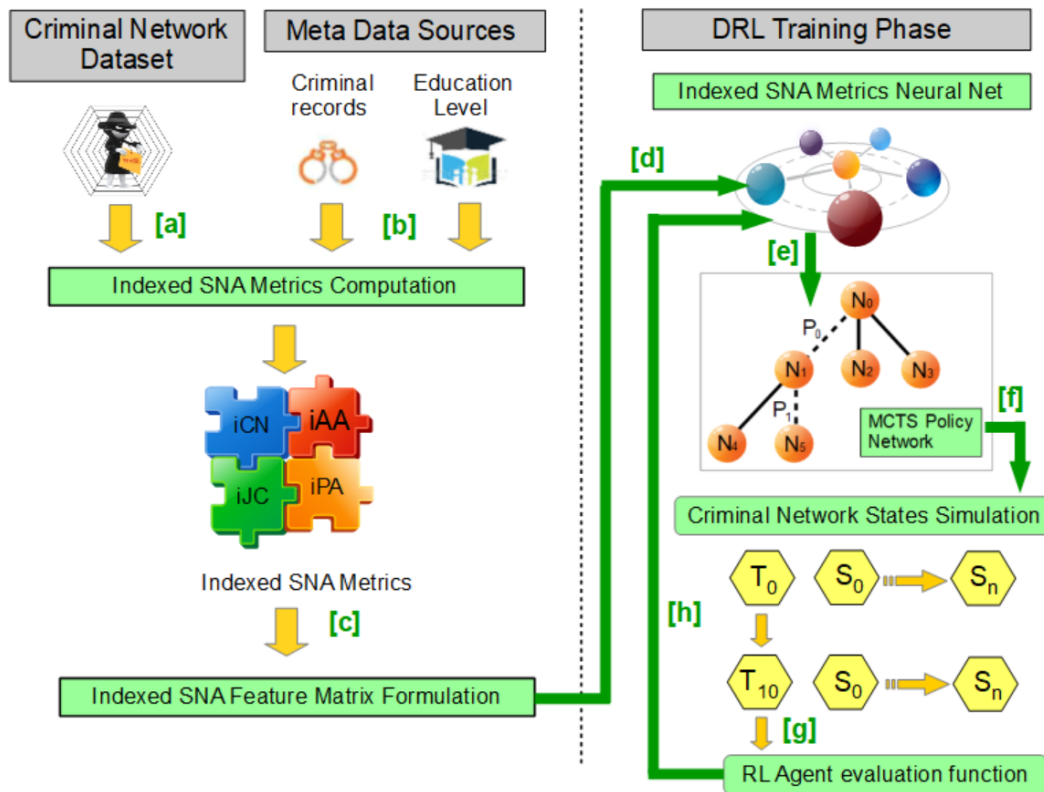 Criminal Network
Dataset
Meta Data Sources
Criminal
records
Education
Level
[a]
[b]
Indexed SNA Metrics Computation
iCN
iAA
iJC
iPA
Indexed SNA Metrics
[c]
Indexed SNA Feature Matrix Formulation
DRL Training Phase
Indexed SNA Metrics Neural Net
[d]
[e]
N0
P0
N1
N2
N3
P1
N4
N5
MCTS Policy
Network
[f]
Criminal Network States Simulation
T0
S0
Sn
[h]
T10
S0
Sn
[g]
RL Agent evaluation function